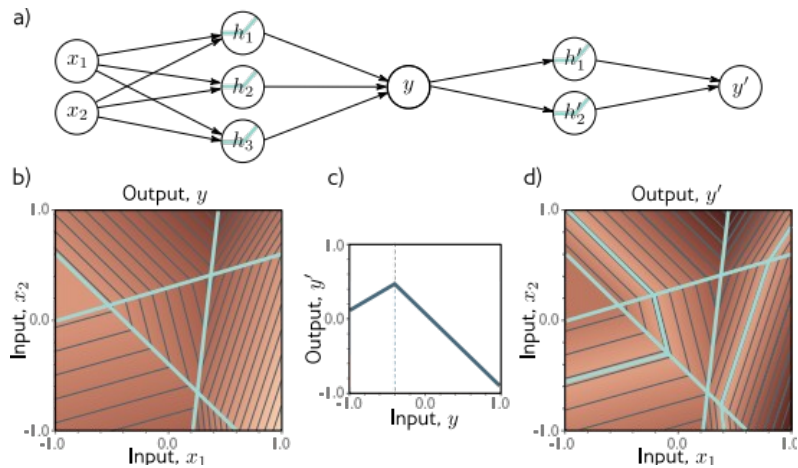 a)
x₁
x₂
h₁
h₂
h₃
y
h′₁
h′₂
y′
b)
Output, y
1.0
0.0
-1.0
-1.0
0.0
1.0
Input, x₂
Input, x₁
c)
1.0
0.0
-1.0
-1.0
0.0
1.0
Output, y′
Input, y
d)
Output, y′
1.0
0.0
-1.0
-1.0
0.0
1.0
Input, x₂
Input, x₁